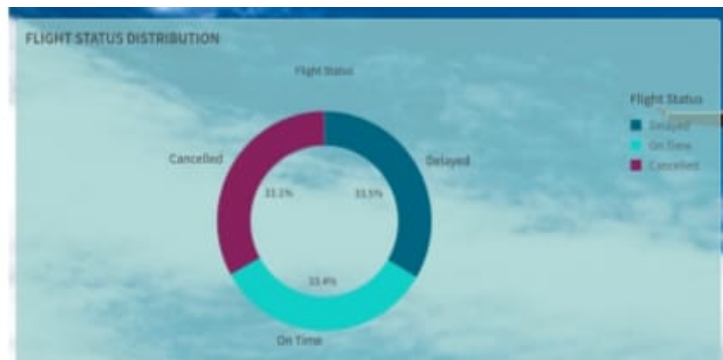 FLIGHT STATUS DISTRIBUTION
Flight Status
Flight Status
Delayed
On Time
Cancelled
Cancelled
Delayed
33.1%
33.5%
33.4%
On Time